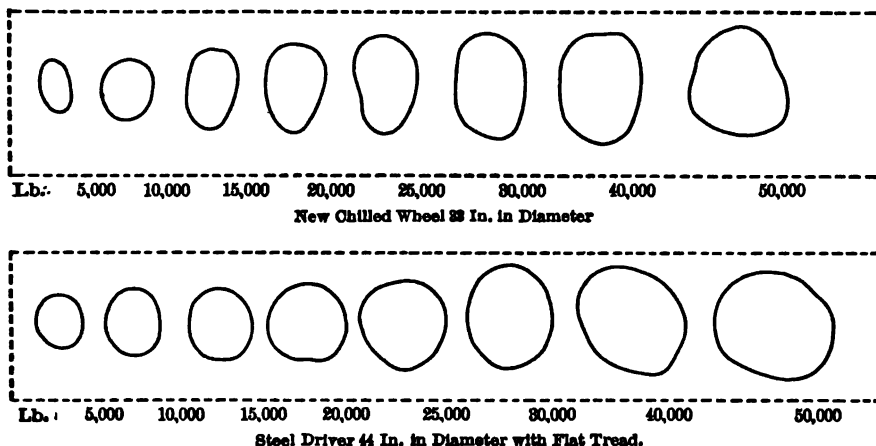 Lb. 5,000 10,000 15,000 20,000 25,000 30,000 40,000 50,000
New Chilled Wheel 33 In. in Diameter
Lb. 5,000 10,000 15,000 20,000 25,000 30,000 40,000 50,000
Steel Driver 44 In. in Diameter with Flat Tread.